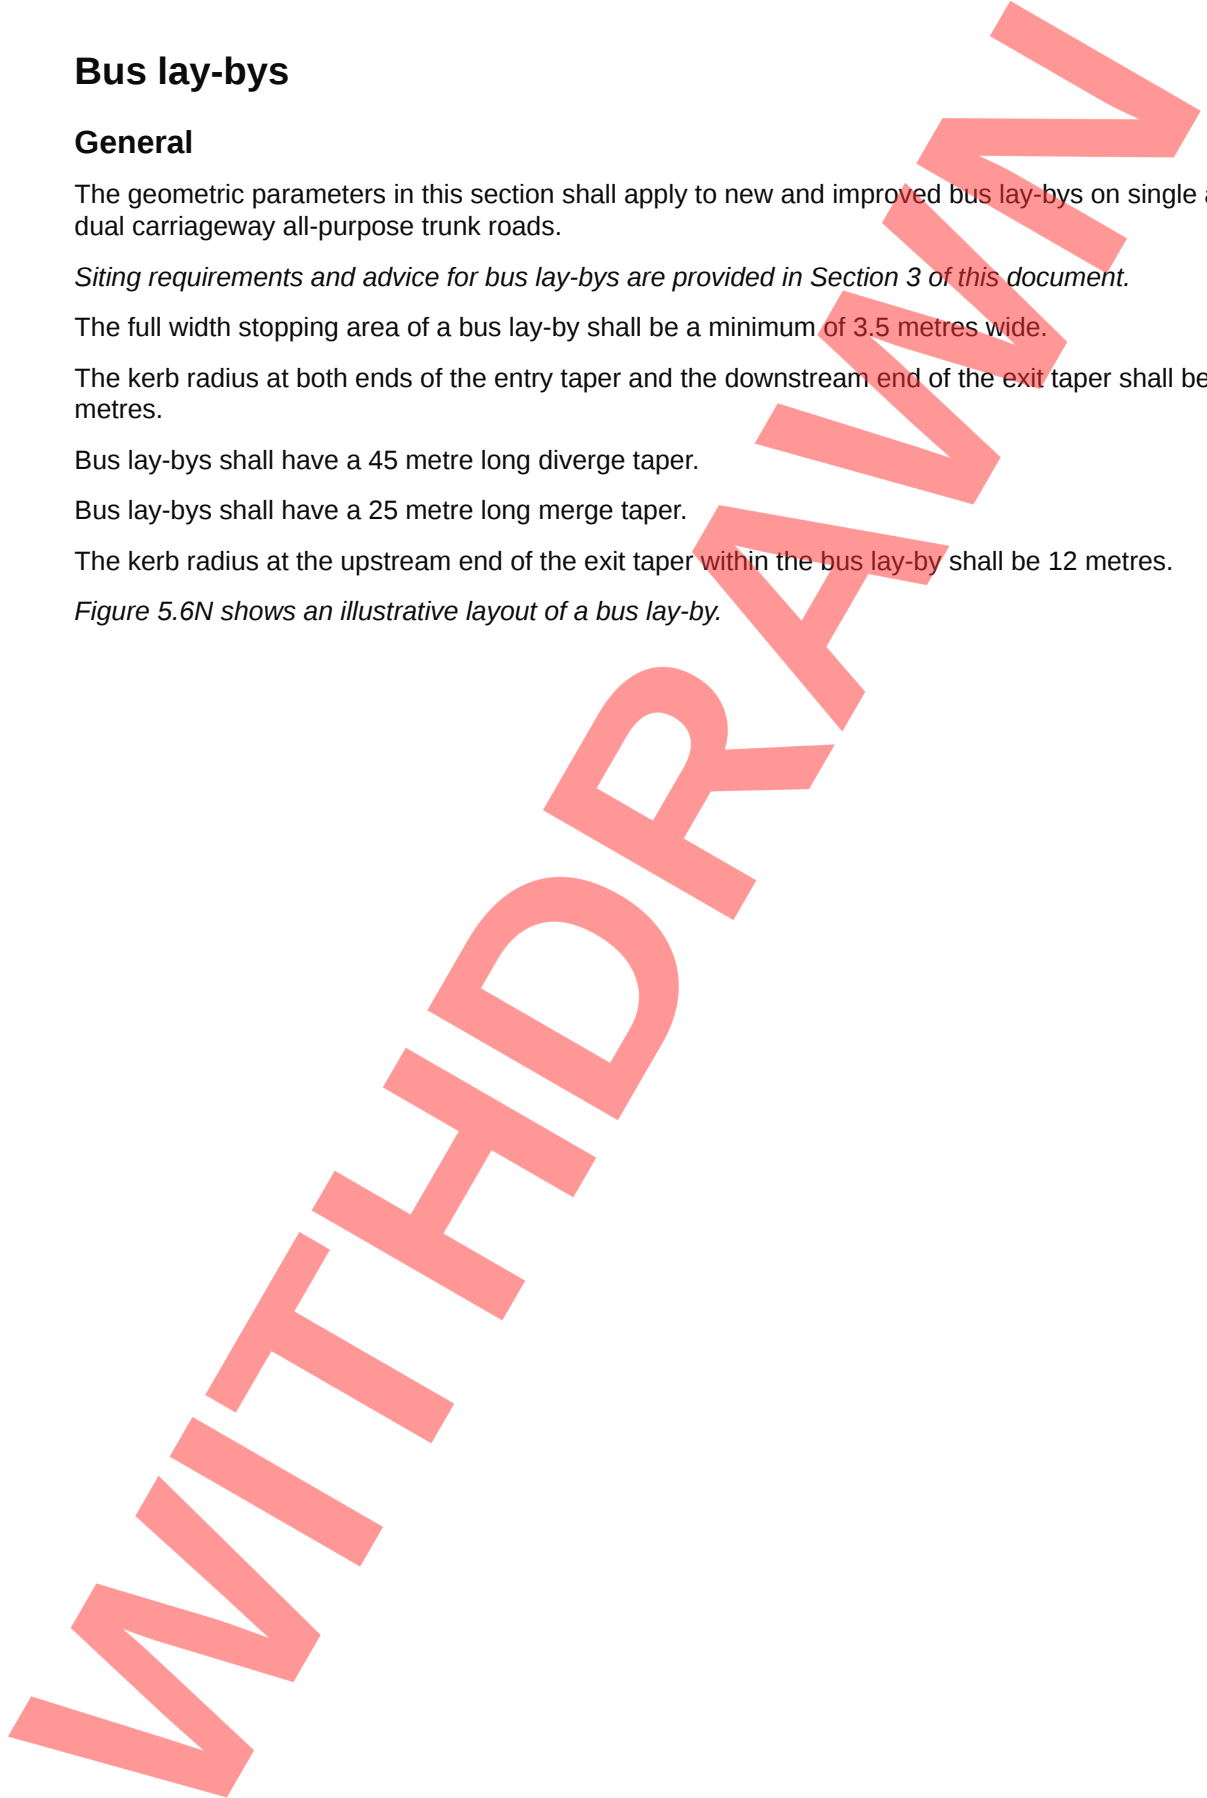 Bus lay-bys
General
The geometric parameters in this section shall apply to new and improved bus lay-bys on single
dual carriageway all-purpose trunk roads.
Siting requirements and advice for bus lay-bys are provided in Section 3 of this document.
The full width stopping area of a bus lay-by shall be a minimum of 3.5 metres wide.
The kerb radius at both ends of the entry taper and the downstream end of the exit taper shall be
metres.
Bus lay-bys shall have a 45 metre long diverge taper.
Bus lay-bys shall have a 25 metre long merge taper.
The kerb radius at the upstream end of the exit taper within the bus lay-by shall be 12 metres.
Figure 5.6N shows an illustrative layout of a bus lay-by.
WITHDRAWN